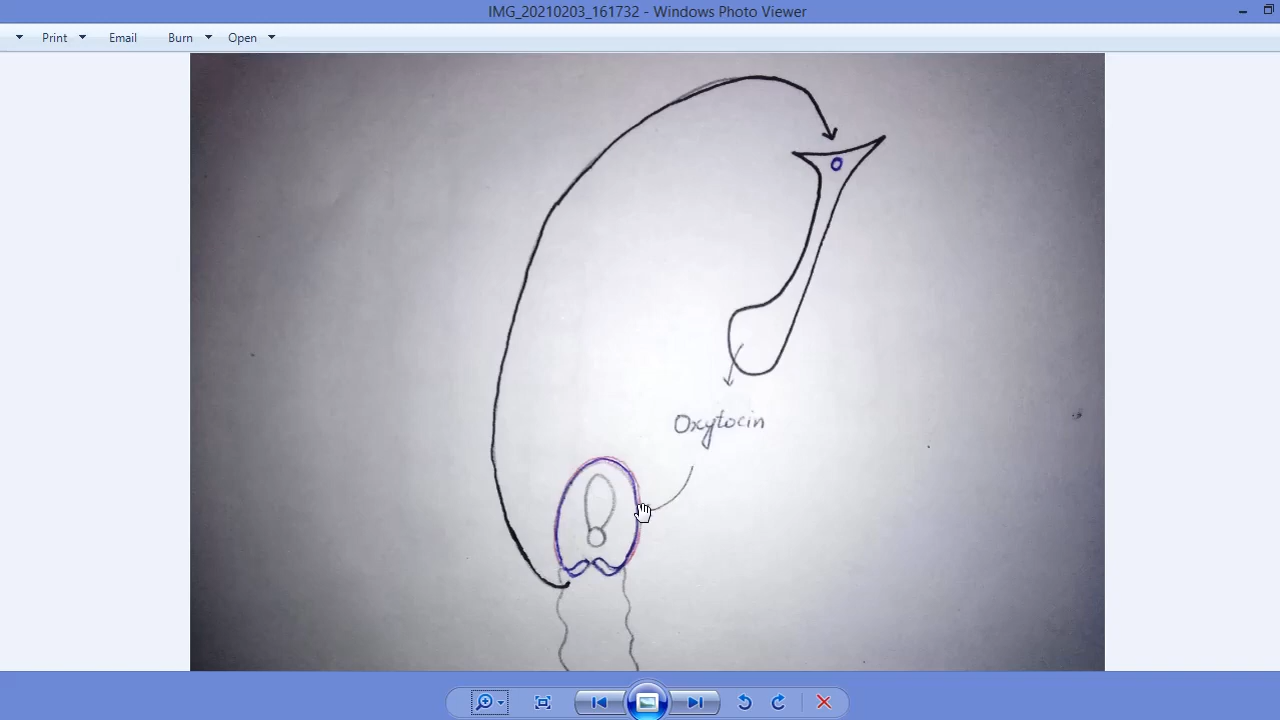 IMG_20210203_161732 - Windows Photo Viewer
Print Email Burn Open
Oxytocin